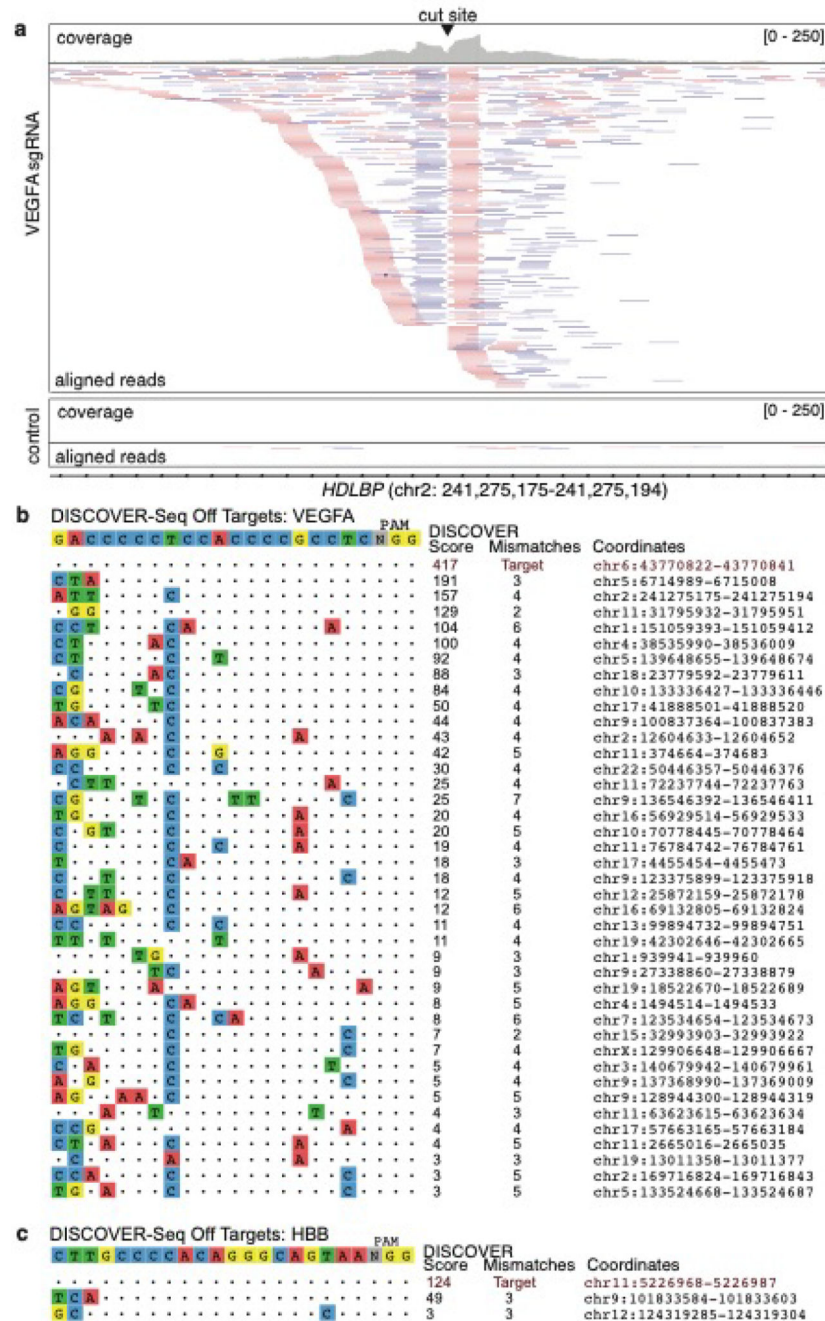 a
cut site
coverage [0 - 250]
VEGFA sgRNA
aligned reads
control
coverage [0 - 250]
aligned reads
HDLBP (chr2: 241,275,175-241,275,194)
b DISCOVER-Seq Off Targets: VEGFA
PAM
G A C C C C C T C C A C C C C G C C T C N G G
DISCOVER Score Mismatches Coordinates
417 Target chr6:43770822-43770841
C T A 191 3 chr5:6714989-6715008
A T T C 157 4 chr2:241275175-241275194
G G 129 2 chr11:31795932-31795951
C C T C A A 104 6 chr1:151059393-151059412
C T A C 100 4 chr4:38535990-38536009
C T C T 92 4 chr5:139648655-139648674
C A C 88 3 chr18:23779592-23779611
C G T C 84 4 chr10:133336427-133336446
T G T C 50 4 chr17:41888501-41888520
A C A C 44 4 chr9:100837364-100837383
A A C A 43 4 chr2:12604633-12604652
A G G C G 42 5 chr11:374664-374683
C C C C 30 4 chr22:50446357-50446376
C T T A 25 4 chr11:72237744-72237763
C G T C T T C 25 7 chr9:136546392-136546411
T G C A 20 4 chr16:56929514-56929533
C G T C A 20 5 chr10:70778445-70778464
C C C A 19 4 chr11:76784742-76784761
T C A 18 3 chr17:4455454-4455473
C T C C 18 4 chr9:123375899-123375918
C T T C A 12 5 chr12:25872159-25872178
A G T A G C 12 6 chr16:69132805-69132824
C C C C 11 4 chr13:99894732-99894751
T T T T 11 4 chr19:42302646-42302665
T G A 9 3 chr1:939941-939960
T C A 9 3 chr9:27338860-27338879
A G T A A 9 5 chr19:18522670-18522689
A G G C A 8 5 chr4:1494514-1494533
T C T C C A 8 6 chr7:123534654-123534673
C C 7 2 chr15:32993903-32993922
T G C C 7 4 chrX:129906648-129906667
C A C T 5 4 chr3:140679942-140679961
A G C C 5 4 chr9:137368990-137369009
A G A A C 5 5 chr9:128944300-128944319
A T T 4 3 chr11:63623615-63623634
C C G A 4 4 chr17:57663165-57663184
C T A C A 4 5 chr11:2665016-2665035
C A A 3 3 chr19:13011358-13011377
C C A C C 3 5 chr2:169716824-169716843
T G A C C 3 5 chr5:133524668-133524687
c DISCOVER-Seq Off Targets: HBB
PAM
C T T G C C C C A C A G G G C A G T A A N G G
DISCOVER Score Mismatches Coordinates
124 Target chr11:5226968-5226987
T C A 49 3 chr9:101833584-101833603
G C C 3 3 chr12:124319285-124319304